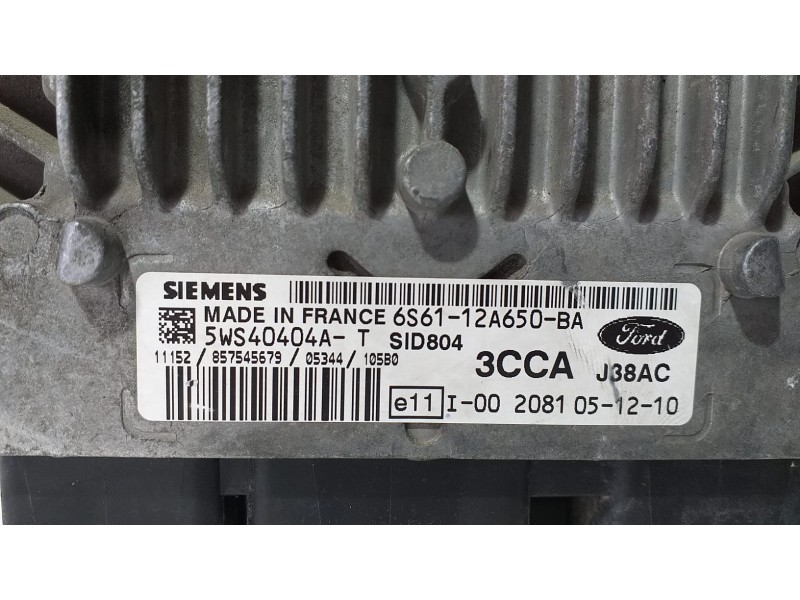 SIEMENS
MADE IN FRANCE 6S61-12A650-BA
5WS40404A- T SID804
Ford
11152 / 857545679 / 05344 / 10580
3CCA J38AC
e11 I-00 2081 05-12-10